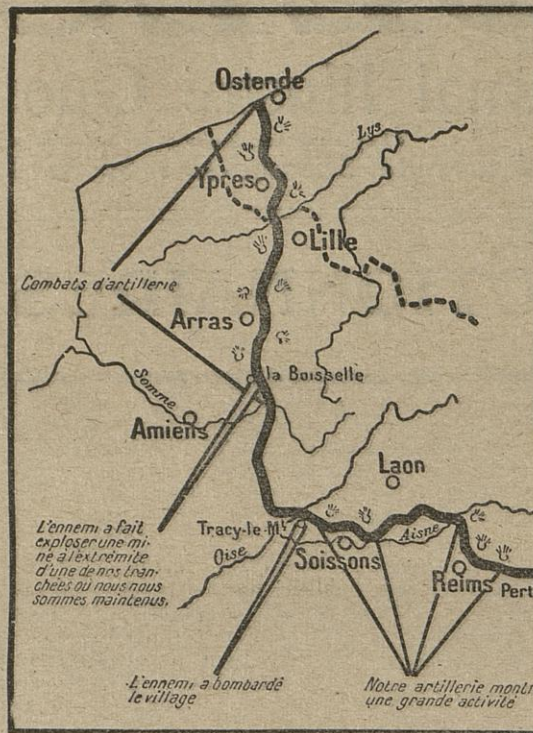 Ostende
Lys
Ypres
Lille
Combats d'artillerie
Arras
la Boisselle
Somme
Amiens
Laon
L'ennemi a fait
exploser une mi-
ne à l'extrémité
d'une de nos tran-
chées où nous nous
sommes maintenus.
Tracy-le-Mt
Oise
Aisne
Soissons
Reims
Pert
L'ennemi a bombardé
le village
Notre artillerie montr
une grande activité